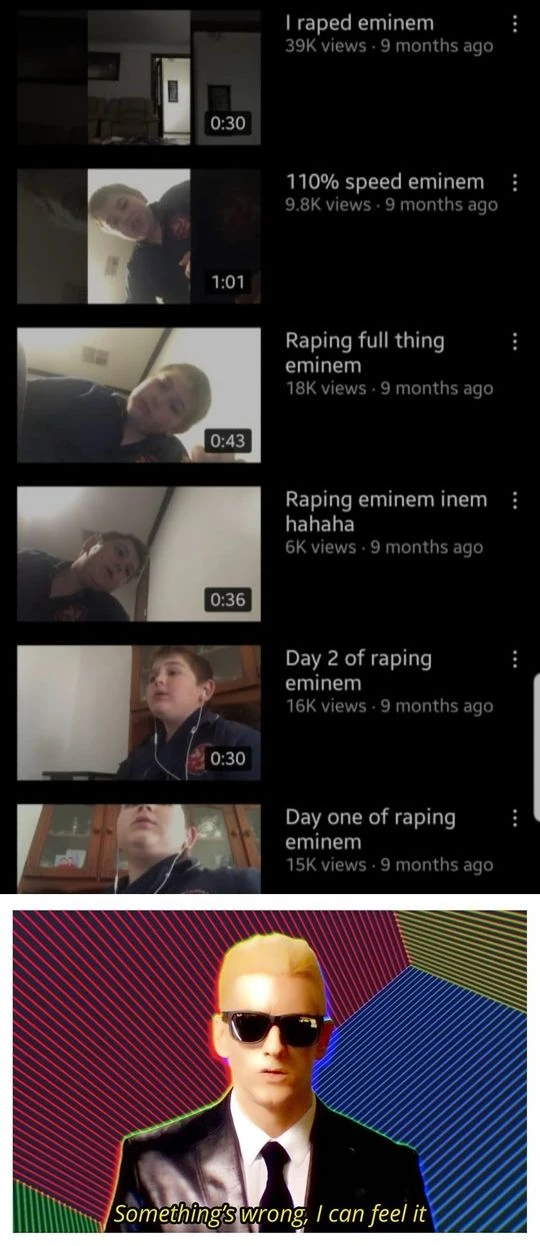 I raped eminem
39K views · 9 months ago
0:30
110% speed eminem
9.8K views · 9 months ago
1:01
Raping full thing
eminem
18K views · 9 months ago
0:43
Raping eminem inem
hahaha
6K views · 9 months ago
0:36
Day 2 of raping
eminem
16K views · 9 months ago
0:30
Day one of raping
eminem
15K views · 9 months ago
Something's wrong, I can feel it